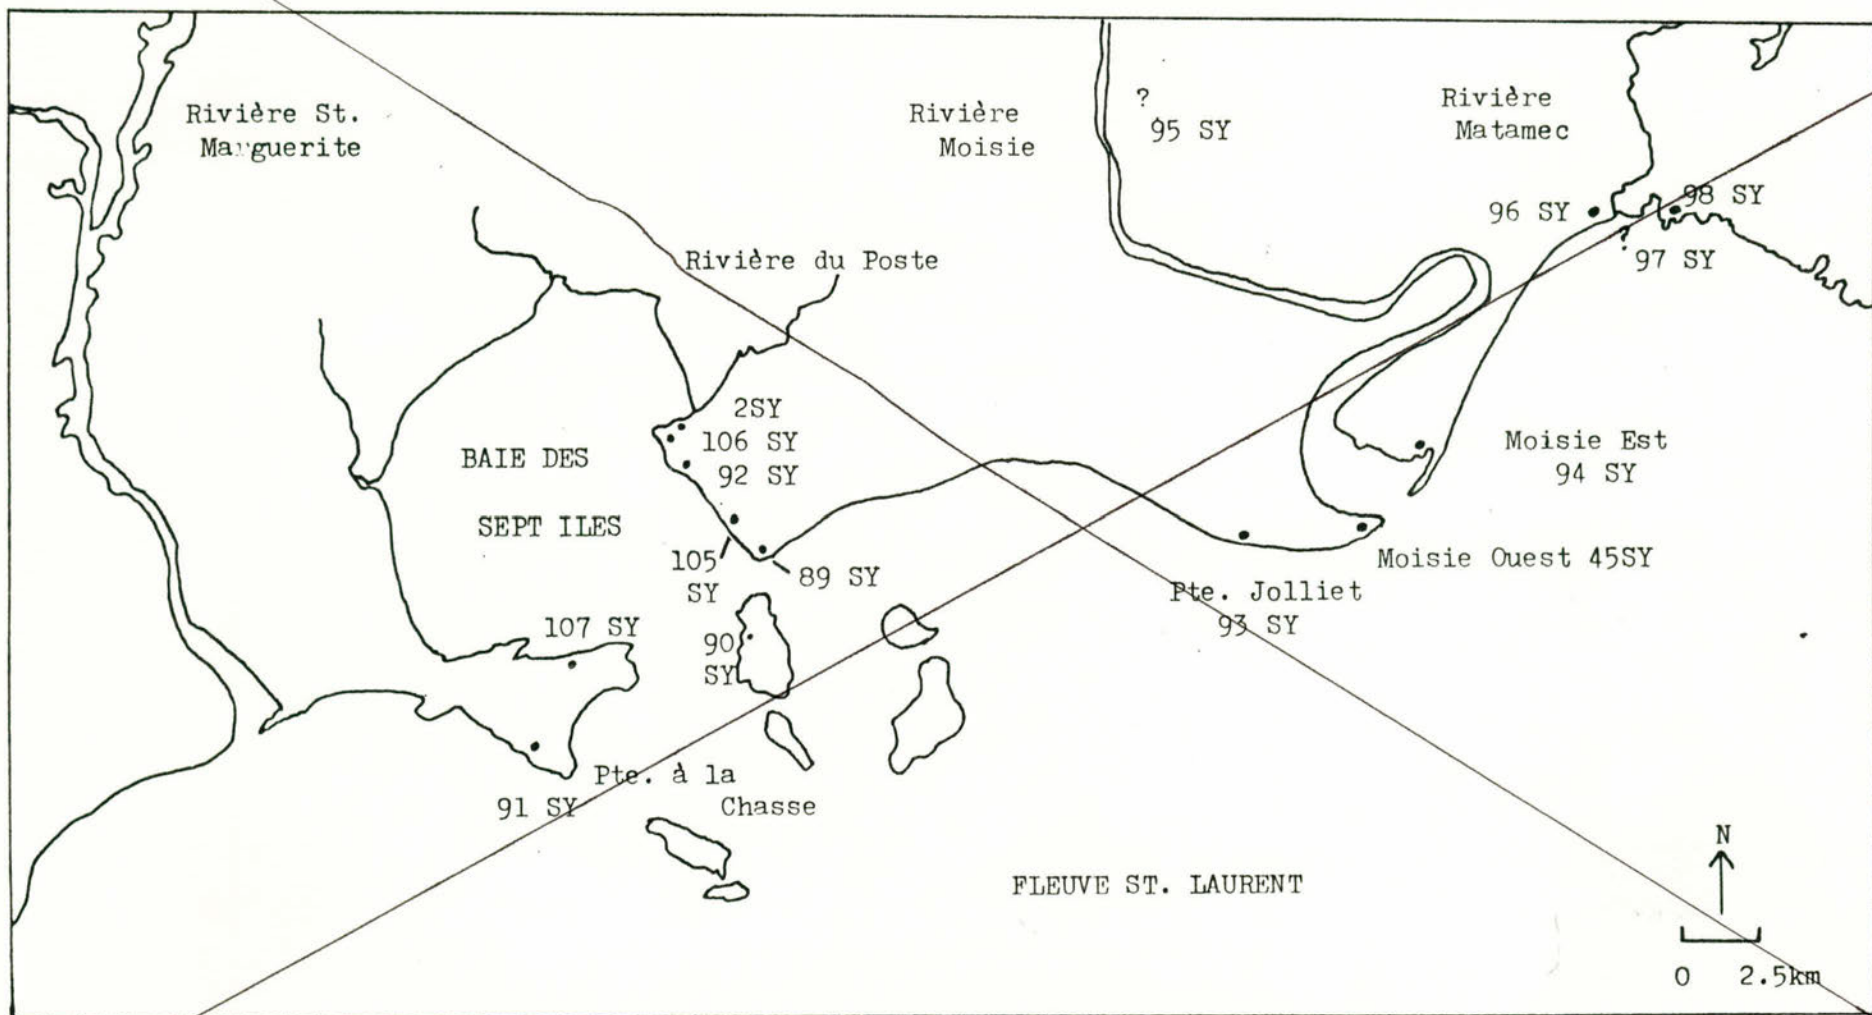 Rivière St.
Marguerite
Rivière
Moisie
?
95 SY
Rivière
Matamec
96 SY
98 SY
?
97 SY
Rivière du Poste
2SY
106 SY
92 SY
BAIE DES
SEPT ILES
105
SY
89 SY
Moisie Est
94 SY
Moisie Ouest 45SY
Pte. Jolliet
93 SY
107 SY
90
SY
Pte. à la
Chasse
91 SY
FLEUVE ST. LAURENT
N
0 2.5km